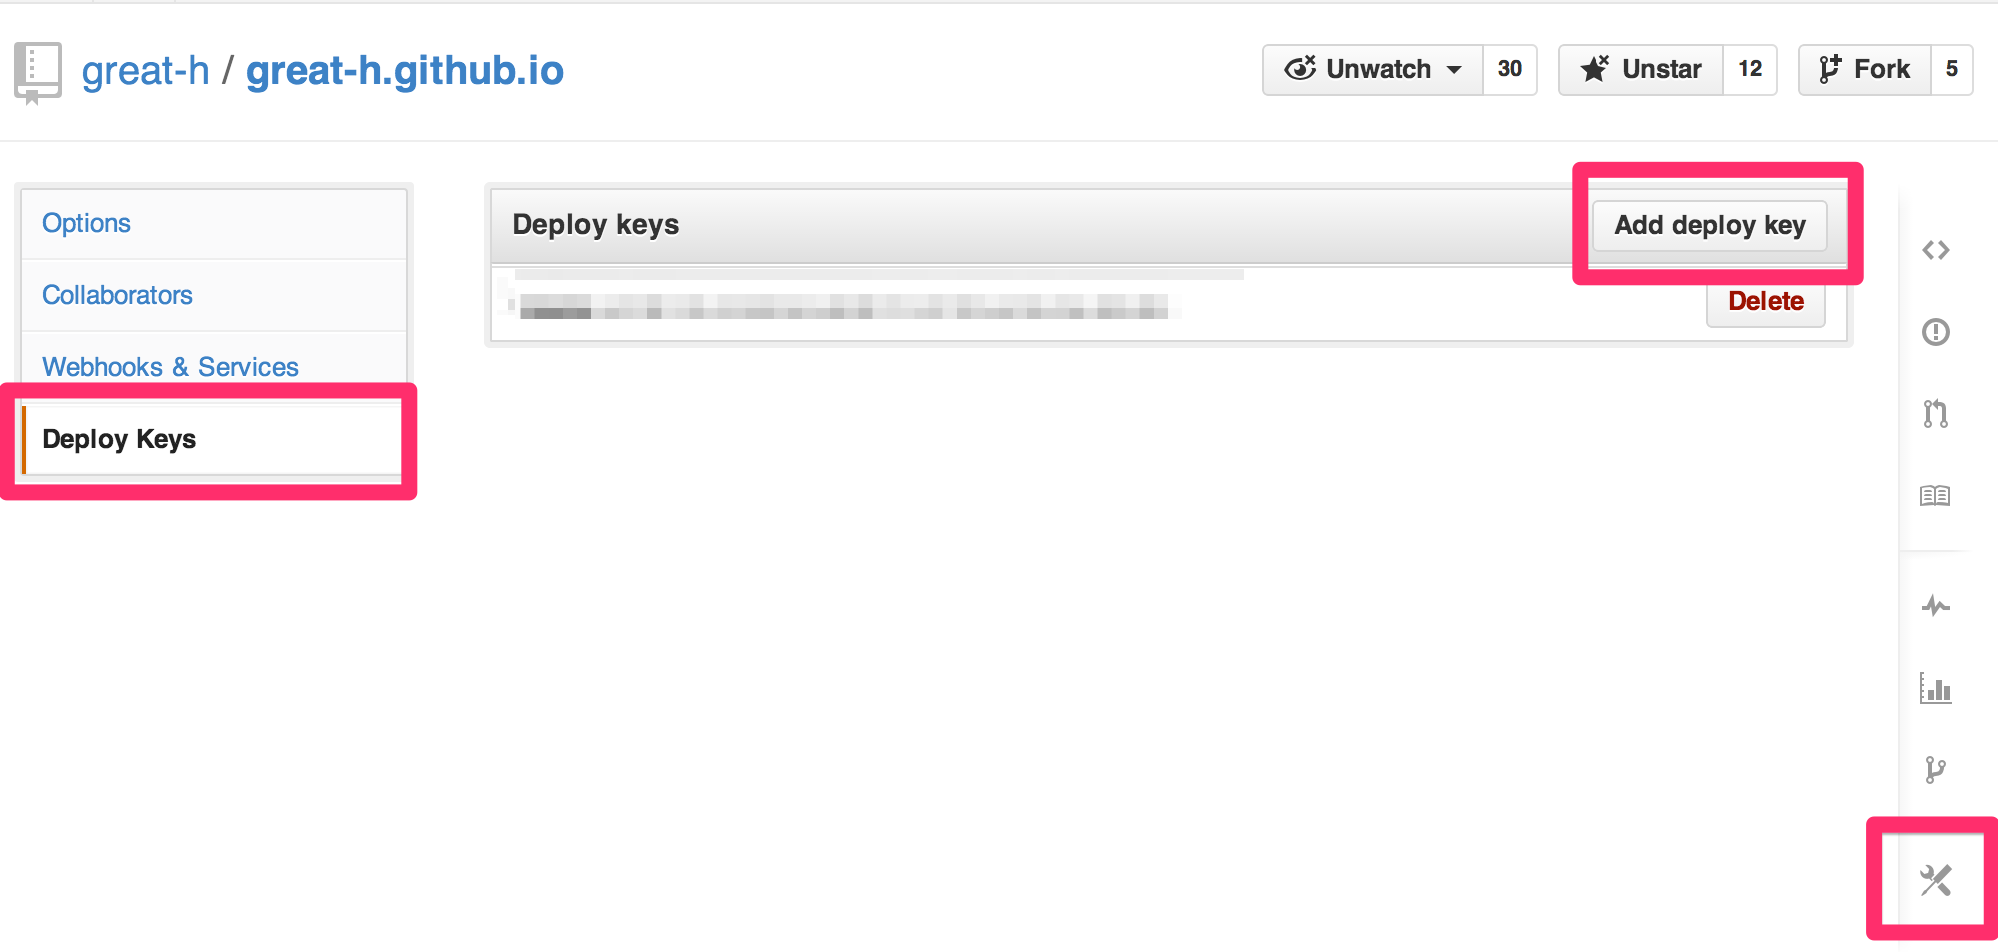 great-h / great-h.github.io
Unwatch 30
Unstar 12
Fork 5
Options
Collaborators
Webhooks & Services
Deploy Keys
Deploy keys
Add deploy key
Delete